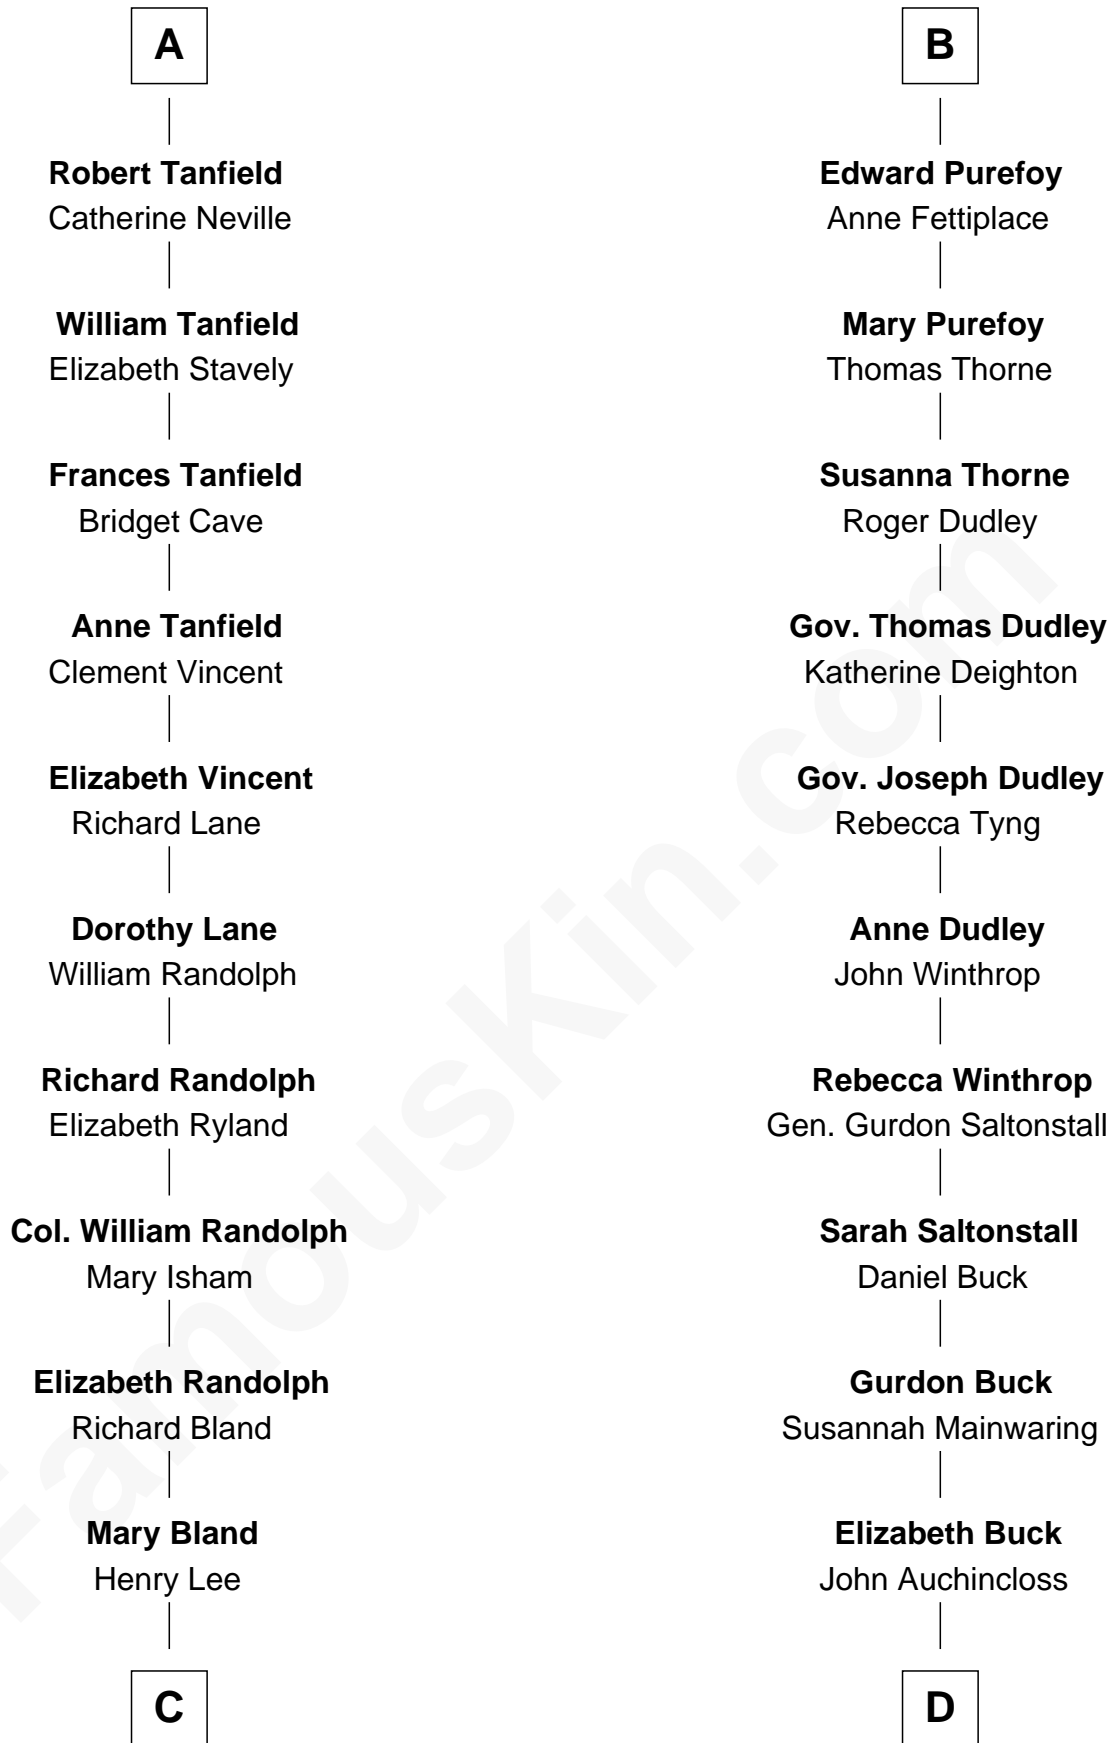 A
Robert Tanfield
Catherine Neville
William Tanfield
Elizabeth Stavely
Frances Tanfield
Bridget Cave
Anne Tanfield
Clement Vincent
Elizabeth Vincent
Richard Lane
Dorothy Lane
William Randolph
Richard Randolph
Elizabeth Ryland
Col. William Randolph
Mary Isham
Elizabeth Randolph
Richard Bland
Mary Bland
Henry Lee
C
B
Edward Purefoy
Anne Fettiplace
Mary Purefoy
Thomas Thorne
Susanna Thorne
Roger Dudley
Gov. Thomas Dudley
Katherine Deighton
Gov. Joseph Dudley
Rebecca Tyng
Anne Dudley
John Winthrop
Rebecca Winthrop
Gen. Gurdon Saltonstall
Sarah Saltonstall
Daniel Buck
Gurdon Buck
Susannah Mainwaring
Elizabeth Buck
John Auchincloss
D
FamousKin.com